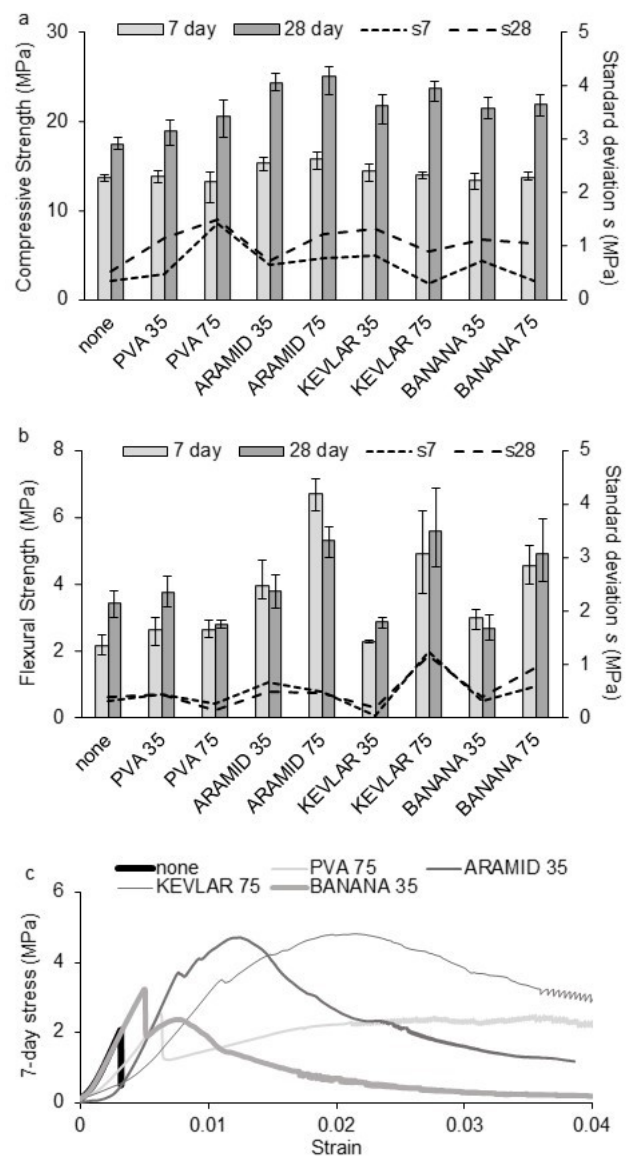 a
7 day 28 day s7 s28
30
25
20
10
0
Compressive Strength (MPa)
5
4
3
2
1
0
Standard deviation s (MPa)
none
PVA 35
PVA 75
ARAMID 35
ARAMID 75
KEVLAR 35
KEVLAR 75
BANANA 35
BANANA 75
b
7 day 28 day s7 s28
8
6
4
2
0
Flexural Strength (MPa)
5
4
3
2
1
0
Standard deviation s (MPa)
none
PVA 35
PVA 75
ARAMID 35
ARAMID 75
KEVLAR 35
KEVLAR 75
BANANA 35
BANANA 75
c
none PVA 75 ARAMID 35
KEVLAR 75 BANANA 35
6
4
2
0
7-day stress (MPa)
0 0.01 0.02 0.03 0.04
Strain